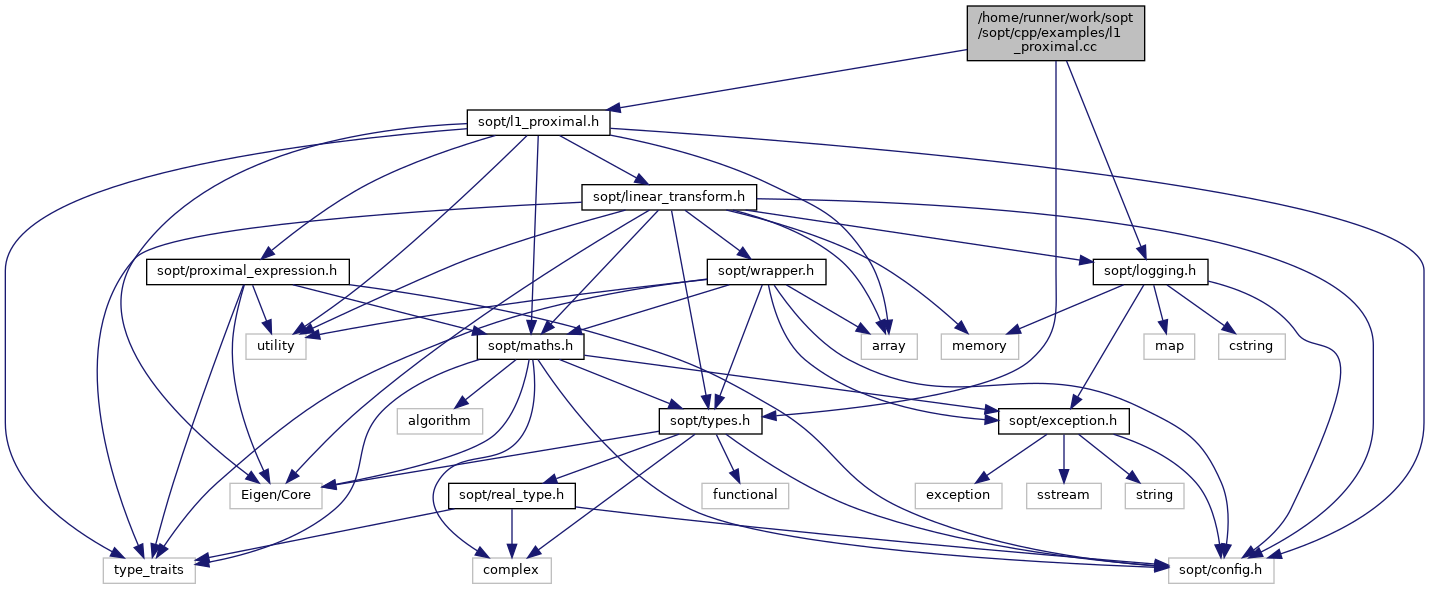 /home/runner/work/sopt
/sopt/cpp/examples/l1
_proximal.cc
sopt/l1_proximal.h
sopt/linear_transform.h
sopt/proximal_expression.h
sopt/wrapper.h
sopt/logging.h
utility
sopt/maths.h
array
memory
map
cstring
algorithm
sopt/types.h
sopt/exception.h
Eigen/Core
sopt/real_type.h
functional
exception
sstream
string
type_traits
complex
sopt/config.h